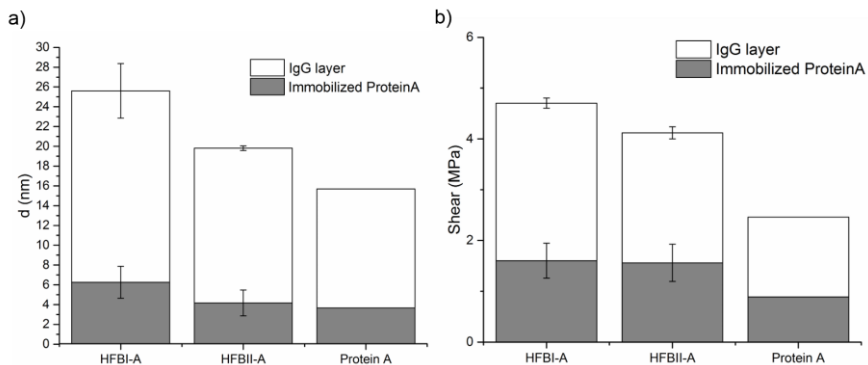 a)
30
28
26
24
22
20
18
16
14
12
10
8
6
4
2
0
d (nm)
IgG layer
Immobilized ProteinA
HFBI-A
HFBII-A
Protein A
b)
6
4
2
0
Shear (MPa)
IgG layer
Immobilized ProteinA
HFBI-A
HFBII-A
Protein A